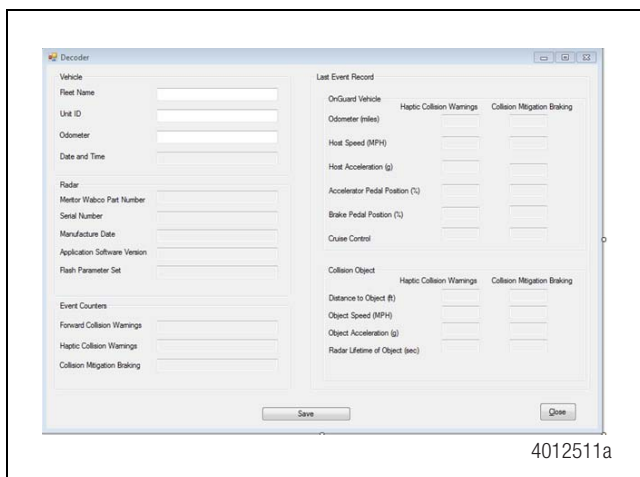 Decoder
Vehicle
Fleet Name
Unit ID
Odometer
Date and Time
Radar
Meritor Wabco Part Number
Serial Number
Manufacture Date
Application Software Version
Flash Parameter Set
Event Counters
Forward Collision Warnings
Haptic Collision Warnings
Collision Mitigation Braking
Last Event Record
OnGuard Vehicle
Haptic Collision Warnings Collision Mitigation Braking
Odometer (miles)
Host Speed (MPH)
Host Acceleration (g)
Accelerator Pedal Position (%)
Brake Pedal Position (%)
Cruise Control
Collision Object
Haptic Collision Warnings Collision Mitigation Braking
Distance to Object (ft)
Object Speed (MPH)
Object Acceleration (g)
Radar Lifetime of Object (sec)
Save
Close
4012511a